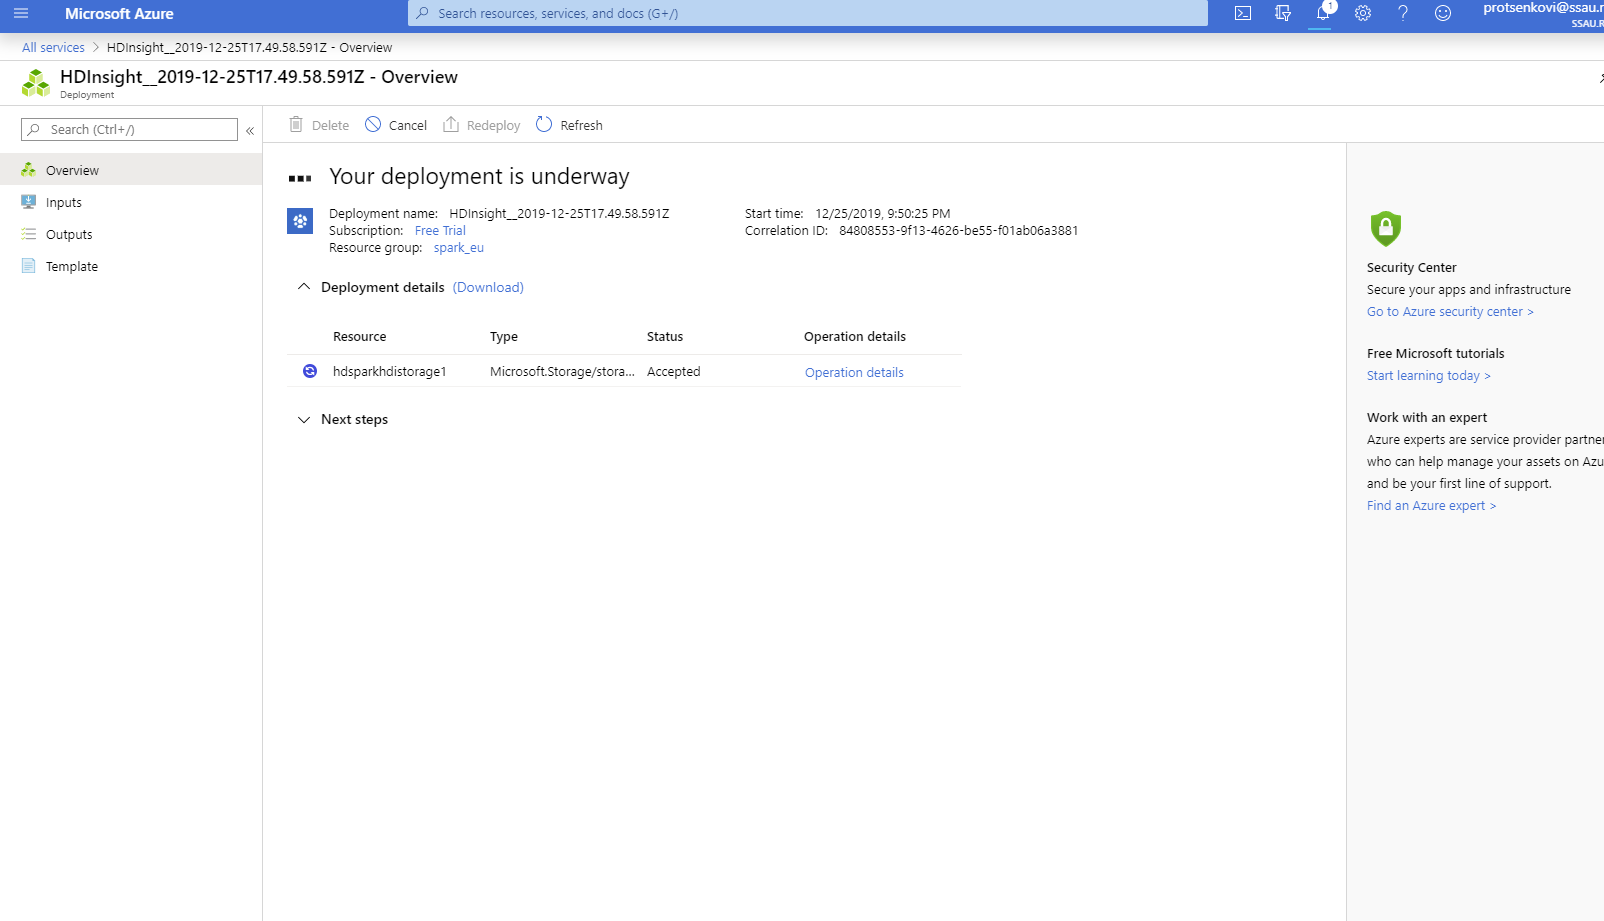 Microsoft Azure
Search resources, services, and docs (G+/)
1
protsenkovi@ssau.r
SSAU.R
All services > HDInsight__2019-12-25T17.49.58.591Z - Overview
HDInsight__2019-12-25T17.49.58.591Z - Overview
Deployment
Search (Ctrl+/)
«
Overview
Inputs
Outputs
Template
Delete Cancel Redeploy Refresh
Your deployment is underway
Deployment name: HDInsight__2019-12-25T17.49.58.591Z
Subscription: Free Trial
Resource group: spark_eu
Start time: 12/25/2019, 9:50:25 PM
Correlation ID: 84808553-9f13-4626-be55-f01ab06a3881
Deployment details (Download)
Resource Type Status Operation details
hdsparkhdistorage1 Microsoft.Storage/stora... Accepted Operation details
Next steps
Security Center
Secure your apps and infrastructure
Go to Azure security center >
Free Microsoft tutorials
Start learning today >
Work with an expert
Azure experts are service provider partner
who can help manage your assets on Azu
and be your first line of support.
Find an Azure expert >